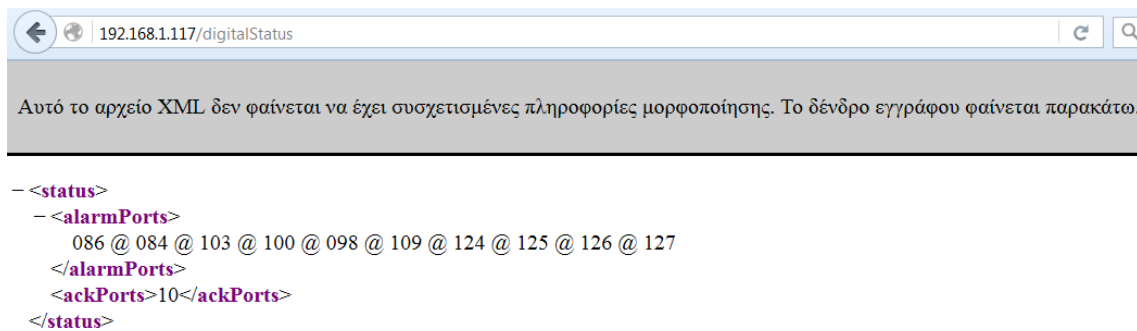 192.168.1.117/digitalStatus
Αυτό το αρχείο XML δεν φαίνεται να έχει συσχετισμένες πληροφορίες μορφοποίησης. Το δένδρο εγγράφου φαίνεται παρακάτω.
– <status>
– <alarmPorts>
086 @ 084 @ 103 @ 100 @ 098 @ 109 @ 124 @ 125 @ 126 @ 127
</alarmPorts>
<ackPorts>10</ackPorts>
</status>